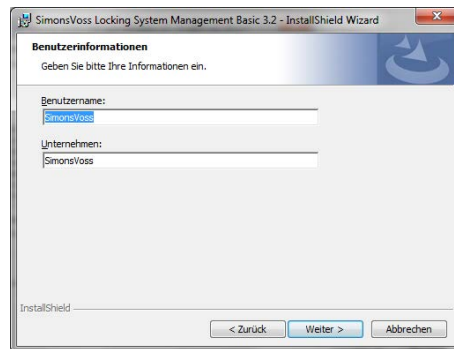 SimonsVoss Locking System Management Basic 3.2 - InstallShield Wizard
Benutzerinformationen
Geben Sie bitte Ihre Informationen ein.
Benutzername:
SimonsVoss
Unternehmen:
SimonsVoss
InstallShield
< Zurück Weiter > Abbrechen